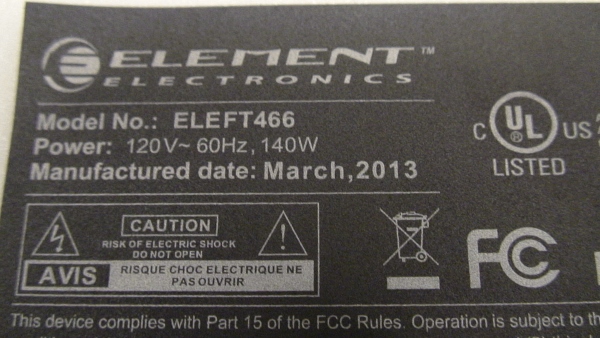 ELEMENT™
ELECTRONICS
Model No.: ELEFT466
Power: 120V~ 60Hz, 140W
Manufactured date: March,2013
C UL US
LISTED
CAUTION
RISK OF ELECTRIC SHOCK
DO NOT OPEN
AVIS
RISQUE CHOC ELECTRIQUE NE
PAS OUVRIR
FC
This device complies with Part 15 of the FCC Rules. Operation is subject to